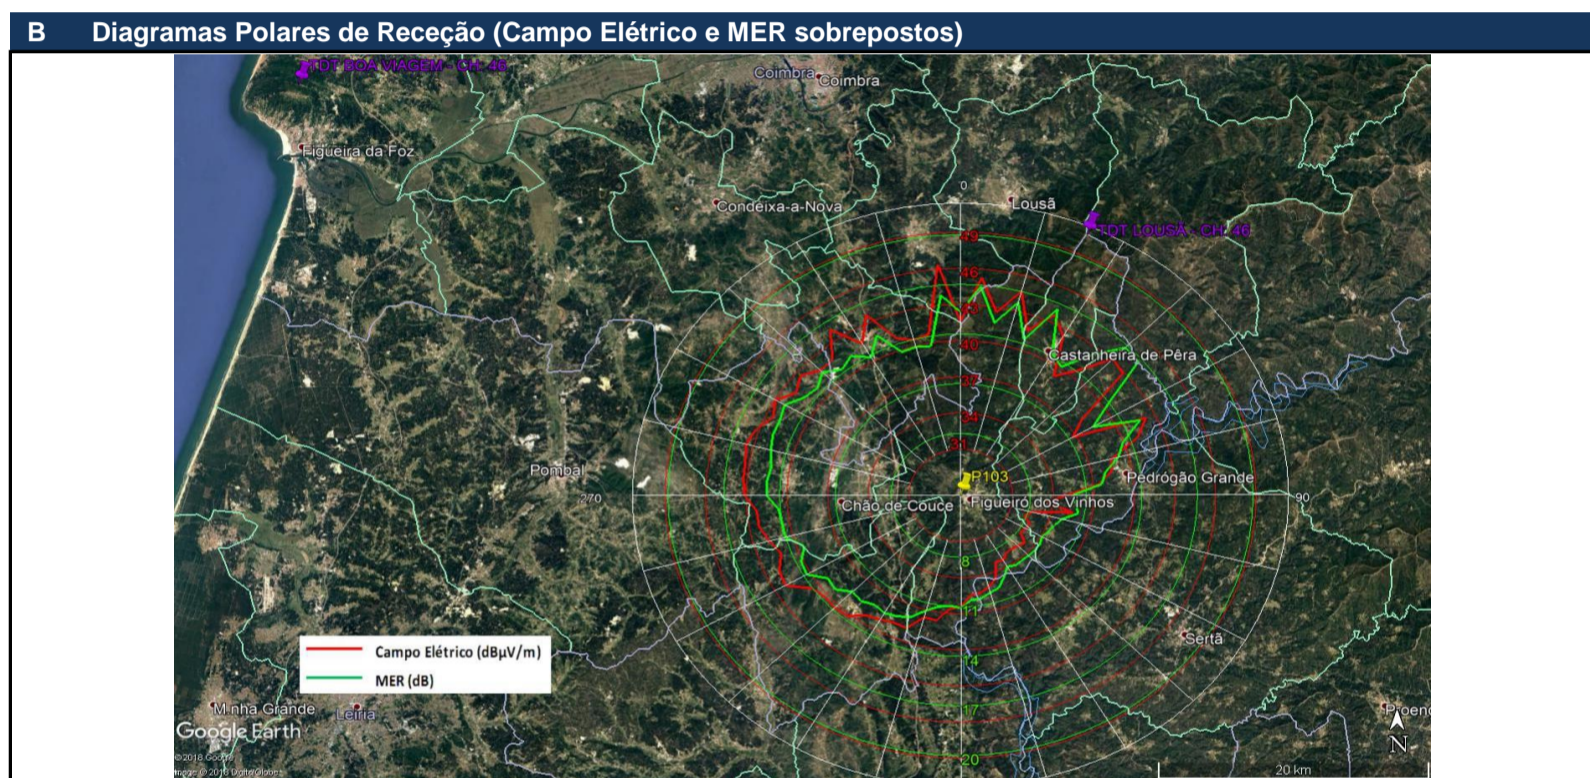 B Diagramas Polares de Receção (Campo Elétrico e MER sobrepostos)
TDT BOA VIAGEM - CH. 46
Coimbra
Coimbra
Figueira da Foz
0
Condeixa-a-Nova
Lousã
TDT LOUSÃ - CH. 46
49
46
43
40
Castanheira de Pêra
37
34
31
Pombal
P103
Pedrógão Grande
270
Chão de Couce
Figueiró dos Vinhos
90
8
11
Sertã
Campo Elétrico (dBµV/m)
14
MER (dB)
Leiria
17
Google Earth
N
20
©2018 Google
20 km